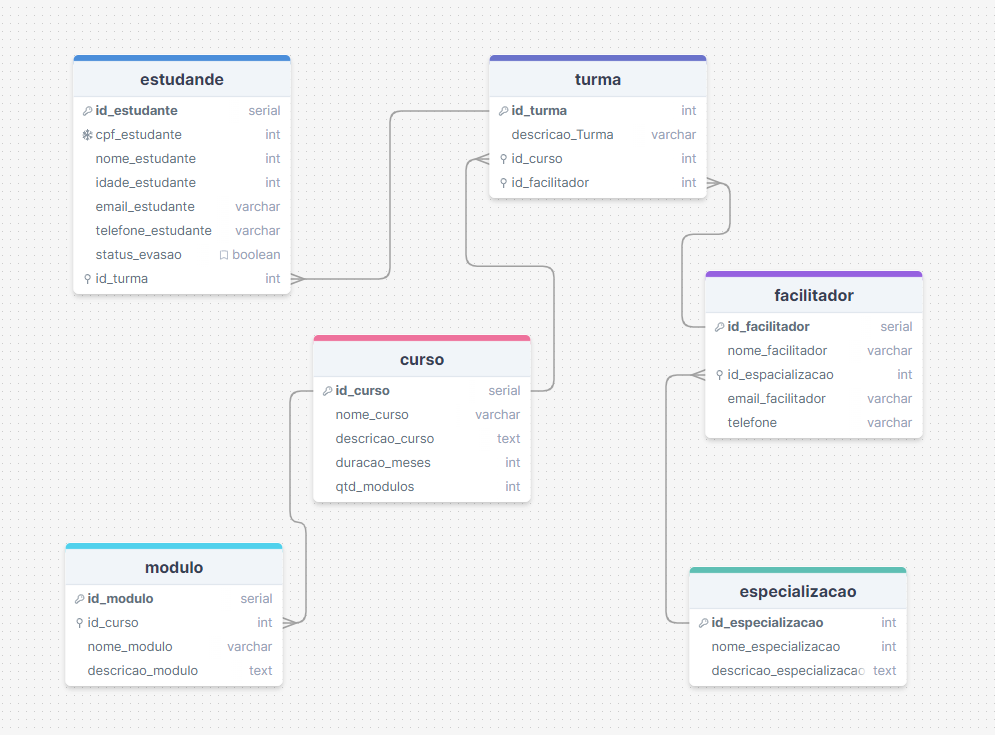 estudande
id_estudante serial
cpf_estudante int
nome_estudante int
idade_estudante int
email_estudante varchar
telefone_estudante varchar
status_evasao boolean
id_turma int
turma
id_turma int
descricao_Turma varchar
id_curso int
id_facilitador int
facilitador
id_facilitador serial
nome_facilitador varchar
id_espacializacao int
email_facilitador varchar
telefone varchar
curso
id_curso serial
nome_curso varchar
descricao_curso text
duracao_meses int
qtd_modulos int
modulo
id_modulo serial
id_curso int
nome_modulo varchar
descricao_modulo text
especializacao
id_especializacao int
nome_especializacao int
descricao_especializacao text